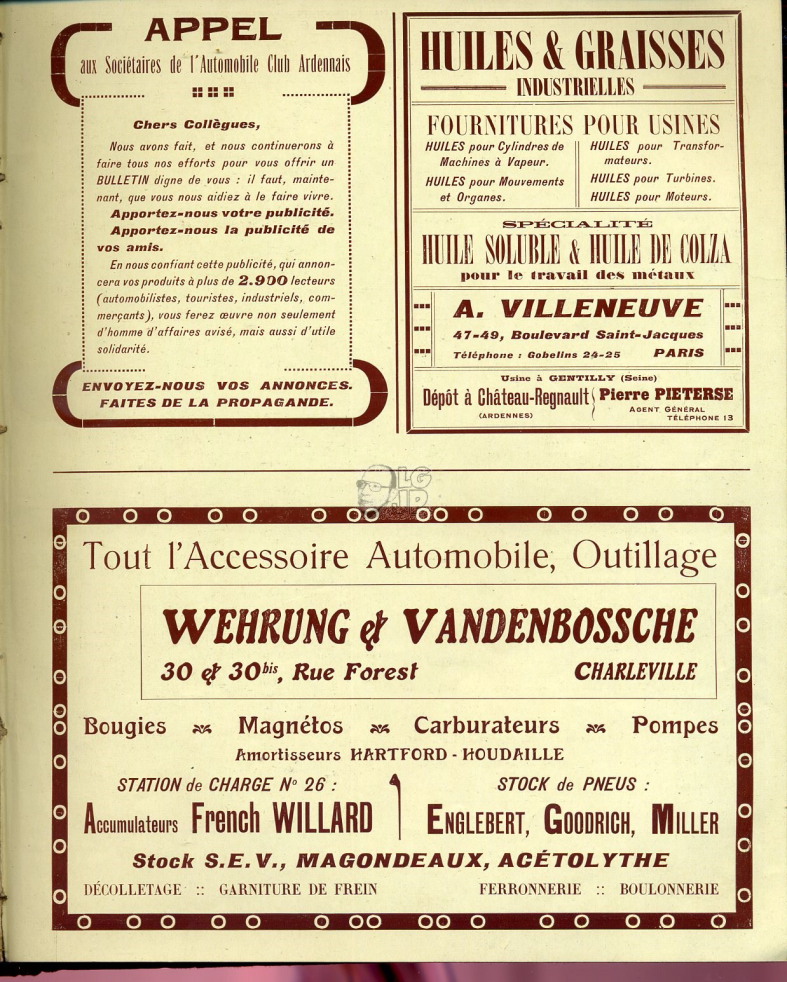 APPEL
aux Sociétaires de l'Automobile Club Ardennais
Chers Collègues,
Nous avons fait, et nous continuerons à
faire tous nos efforts pour vous offrir un
BULLETIN digne de vous : il faut, mainte-
nant, que vous nous aidiez à le faire vivre.
Apportez-nous votre publicité.
Apportez-nous la publicité de
vos amis.
En nous confiant cette publicité, qui annon-
cera vos produits à plus de 2.900 lecteurs
(automobilistes, touristes, industriels, com-
merçants), vous ferez œuvre non seulement
d'homme d'affaires avisé, mais aussi d'utile
solidarité.
ENVOYEZ-NOUS VOS ANNONCES.
FAITES DE LA PROPAGANDE.
HUILES & GRAISSES
INDUSTRIELLES
FOURNITURES POUR USINES
HUILES pour Cylindres de
Machines à Vapeur.
HUILES pour Mouvements
et Organes.
HUILES pour Transfor-
mateurs.
HUILES pour Turbines.
HUILES pour Moteurs.
SPÉCIALITÉ
HUILE SOLUBLE & HUILE DE COLZA
pour le travail des métaux
A. VILLENEUVE
47-49, Boulevard Saint-Jacques
Téléphone : Gobelins 24-25 PARIS
Usine à GENTILLY (Seine)
Dépôt à Château-Regnault
(ARDENNES)
Pierre PIETERSE
AGENT GÉNÉRAL
TÉLÉPHONE 13
LG
Tout l'Accessoire Automobile, Outillage
WEHRUNG & VANDENBOSSCHE
30 & 30bis, Rue Forest CHARLEVILLE
Bougies Magnétos Carburateurs Pompes
Amortisseurs HARTFORD - HOUDAILLE
STATION de CHARGE No 26 :
Accumulateurs French WILLARD
STOCK de PNEUS :
ENGLEBERT, GOODRICH, MILLER
Stock S.E.V., MAGONDEAUX, ACÉTOLYTHE
DÉCOLLETAGE :: GARNITURE DE FREIN FERRONNERIE :: BOULONNERIE